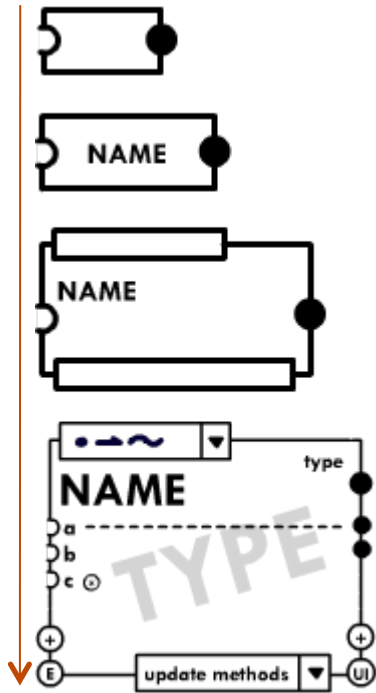 NAME
NAME
type
NAME
a
b
c
TYPE
E
update methods
UI